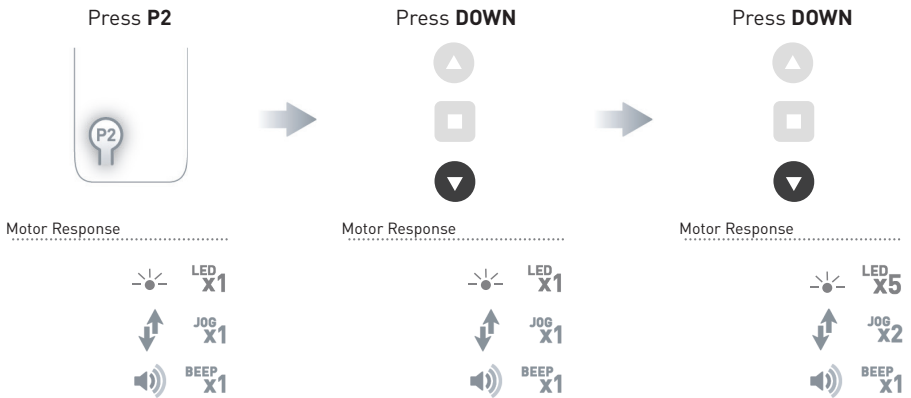 Press P2
Press DOWN
Press DOWN
P2
Motor Response
Motor Response
Motor Response
LED X1
LED X1
LED X5
JOG X1
JOG X1
JOG X2
BEEP X1
BEEP X1
BEEP X1